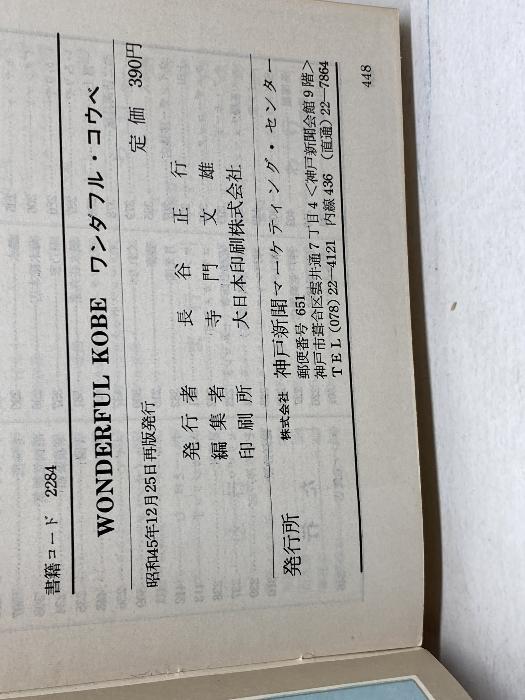 書籍コード 2284
WONDERFUL KOBE ワンダフル・コウベ
昭和45年12月25日再版発行 定価 390円
発行者 長谷正行
編集者 寺門文雄
印刷所 大日本印刷株式会社
発行所 株式会社 神戸新聞マーケティング・センター
郵便番号 651
神戸市葺合区雲井通7丁目4<神戸新聞会館9階>
TEL(078)22—4121 内線436 (直通)22—7864
448